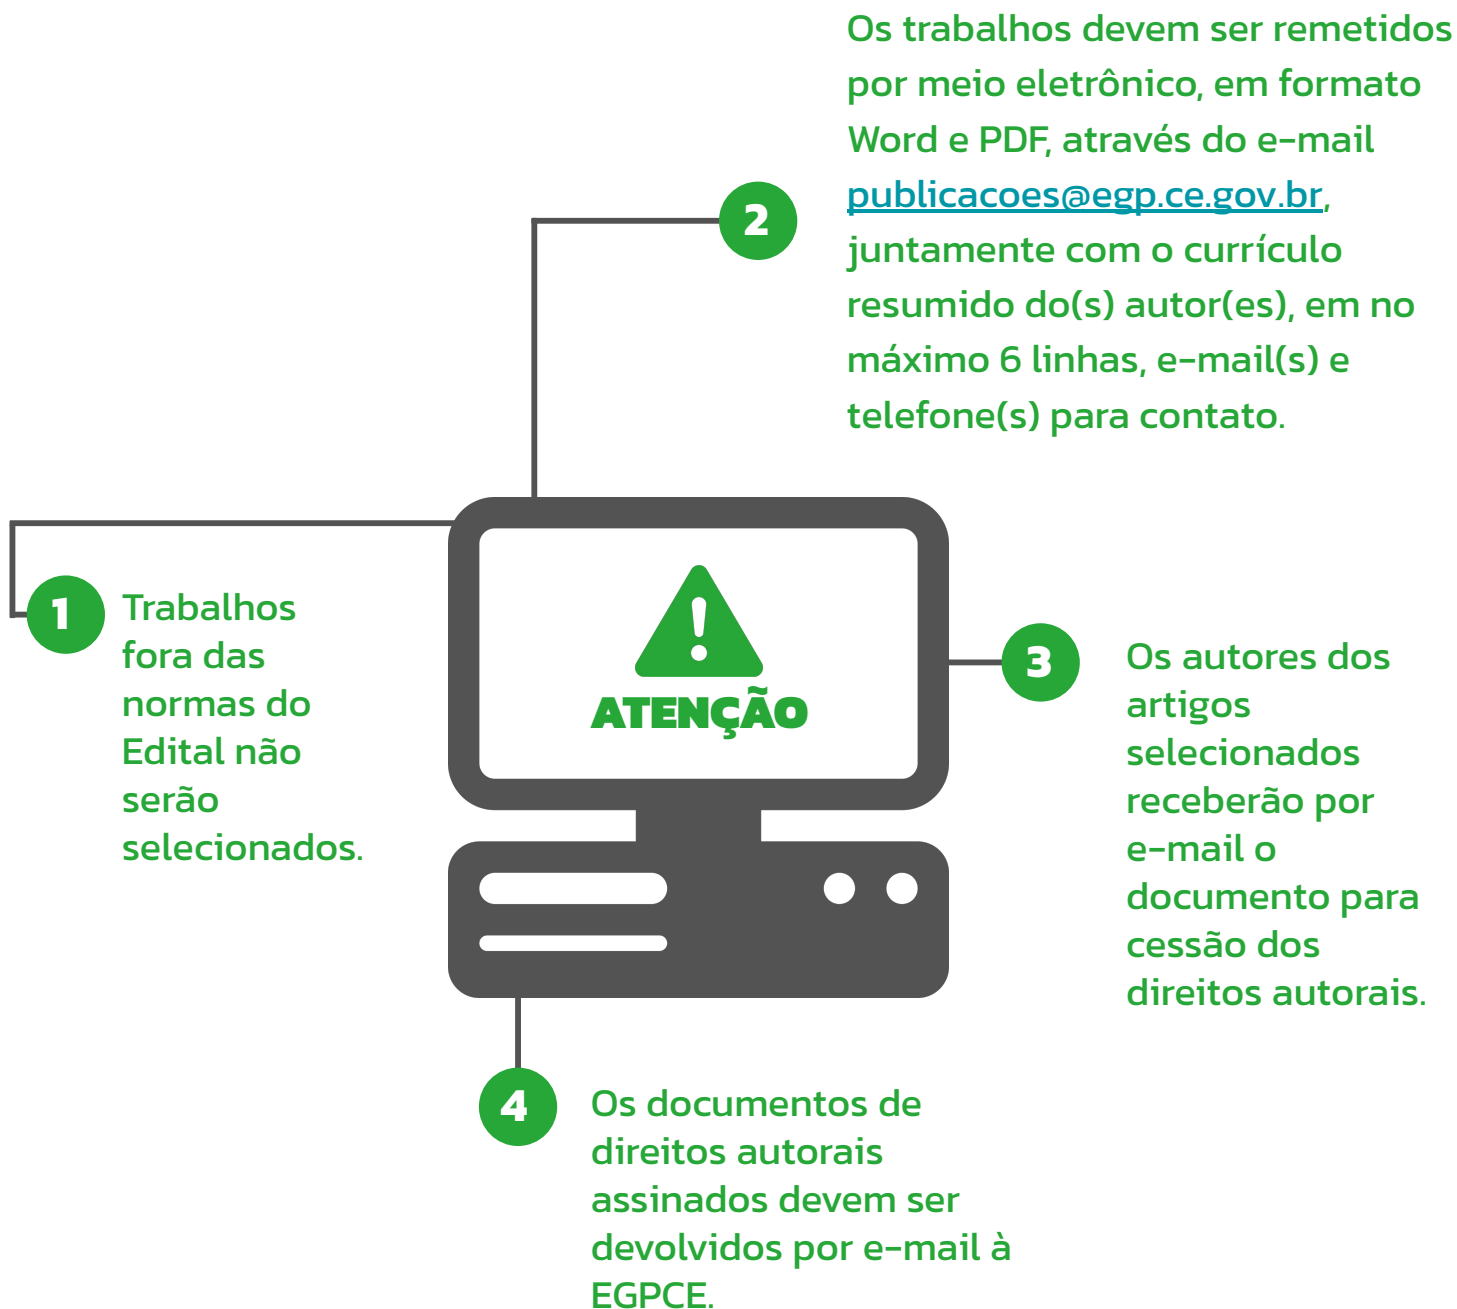 Os trabalhos devem ser remetidos
por meio eletrônico, em formato
Word e PDF, através do e-mail
publicacoes@egp.ce.gov.br,
juntamente com o currículo
resumido do(s) autor(es), em no
máximo 6 linhas, e-mail(s) e
telefone(s) para contato.
2
1
Trabalhos
fora das
normas do
Edital não
serão
selecionados.
ATENÇÃO
3
Os autores dos
artigos
selecionados
receberão por
e-mail o
documento para
cessão dos
direitos autorais.
4
Os documentos de
direitos autorais
assinados devem ser
devolvidos por e-mail à
EGPCE.